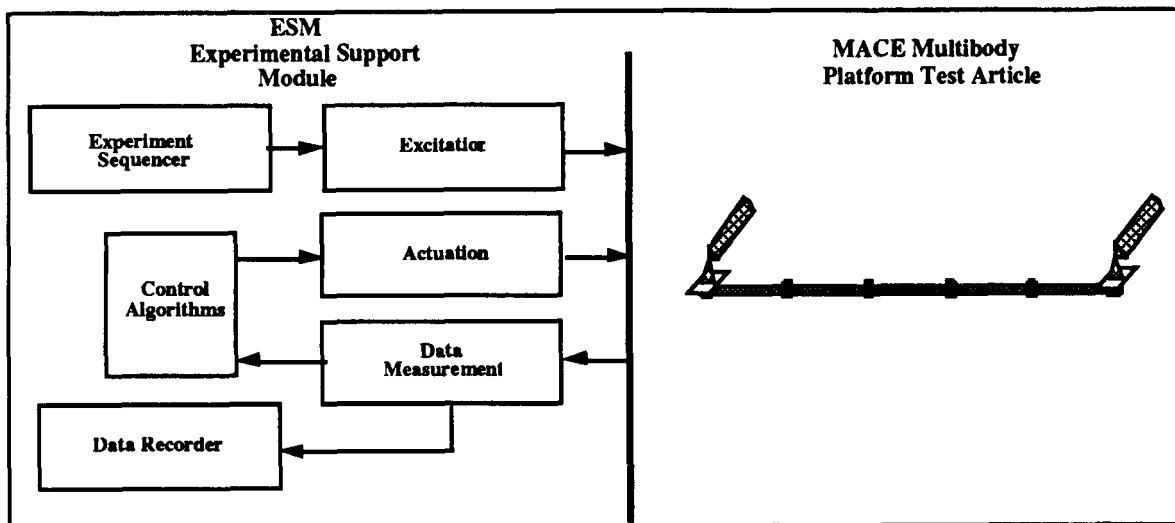 ESM
Experimental Support
Module
MACE Multibody
Platform Test Article
Experiment
Sequencer
Excitation
Actuation
Control
Algorithms
Data
Measurement
Data Recorder